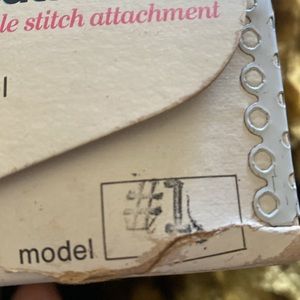 le stitch attachment
model #1